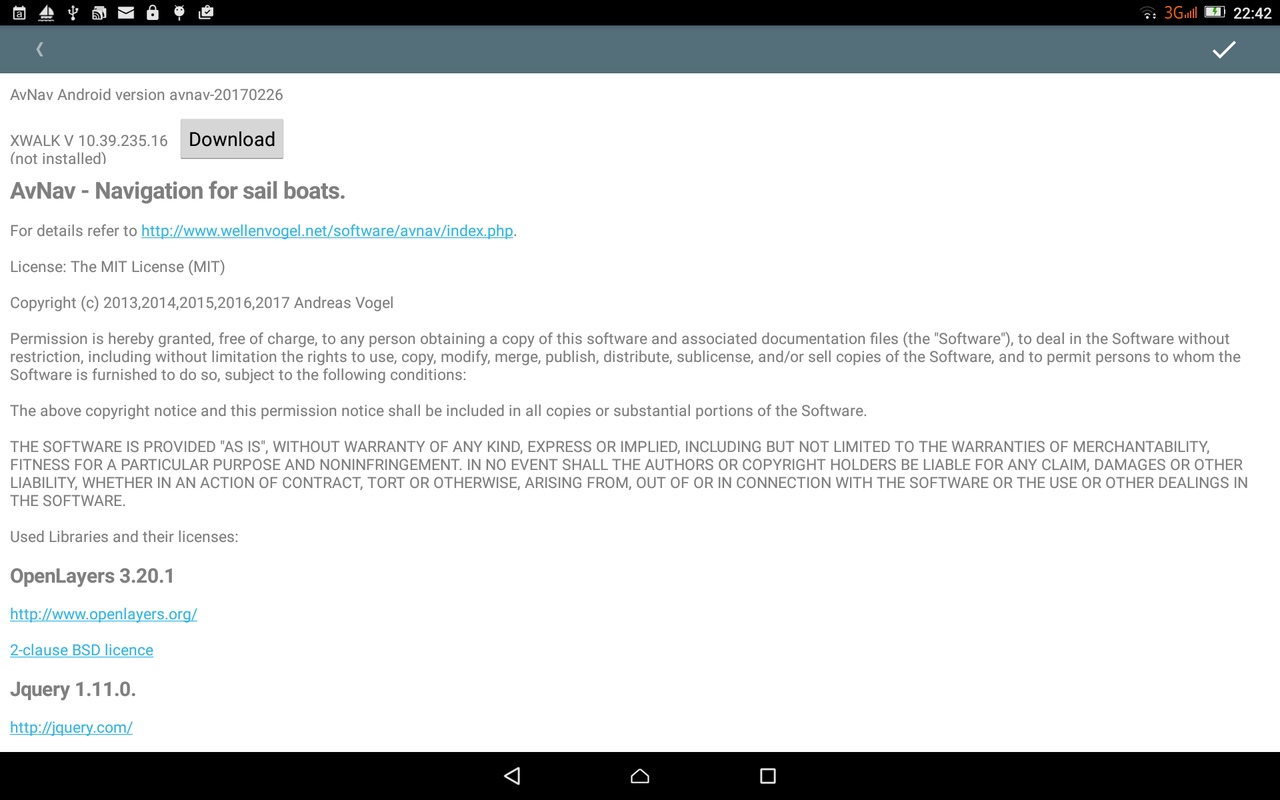 3G 22:42
AvNav Android version avnav-20170226
XWALK V 10.39.235.16 Download
(not installed)
AvNav - Navigation for sail boats.
For details refer to http://www.wellenvogel.net/software/avnav/index.php.
License: The MIT License (MIT)
Copyright (c) 2013,2014,2015,2016,2017 Andreas Vogel
Permission is hereby granted, free of charge, to any person obtaining a copy of this software and associated documentation files (the "Software"), to deal in the Software without
restriction, including without limitation the rights to use, copy, modify, merge, publish, distribute, sublicense, and/or sell copies of the Software, and to permit persons to whom the
Software is furnished to do so, subject to the following conditions:
The above copyright notice and this permission notice shall be included in all copies or substantial portions of the Software.
THE SOFTWARE IS PROVIDED "AS IS", WITHOUT WARRANTY OF ANY KIND, EXPRESS OR IMPLIED, INCLUDING BUT NOT LIMITED TO THE WARRANTIES OF MERCHANTABILITY,
FITNESS FOR A PARTICULAR PURPOSE AND NONINFRINGEMENT. IN NO EVENT SHALL THE AUTHORS OR COPYRIGHT HOLDERS BE LIABLE FOR ANY CLAIM, DAMAGES OR OTHER
LIABILITY, WHETHER IN AN ACTION OF CONTRACT, TORT OR OTHERWISE, ARISING FROM, OUT OF OR IN CONNECTION WITH THE SOFTWARE OR THE USE OR OTHER DEALINGS IN
THE SOFTWARE.
Used Libraries and their licenses:
OpenLayers 3.20.1
http://www.openlayers.org/
2-clause BSD licence
Jquery 1.11.0.
http://jquery.com/